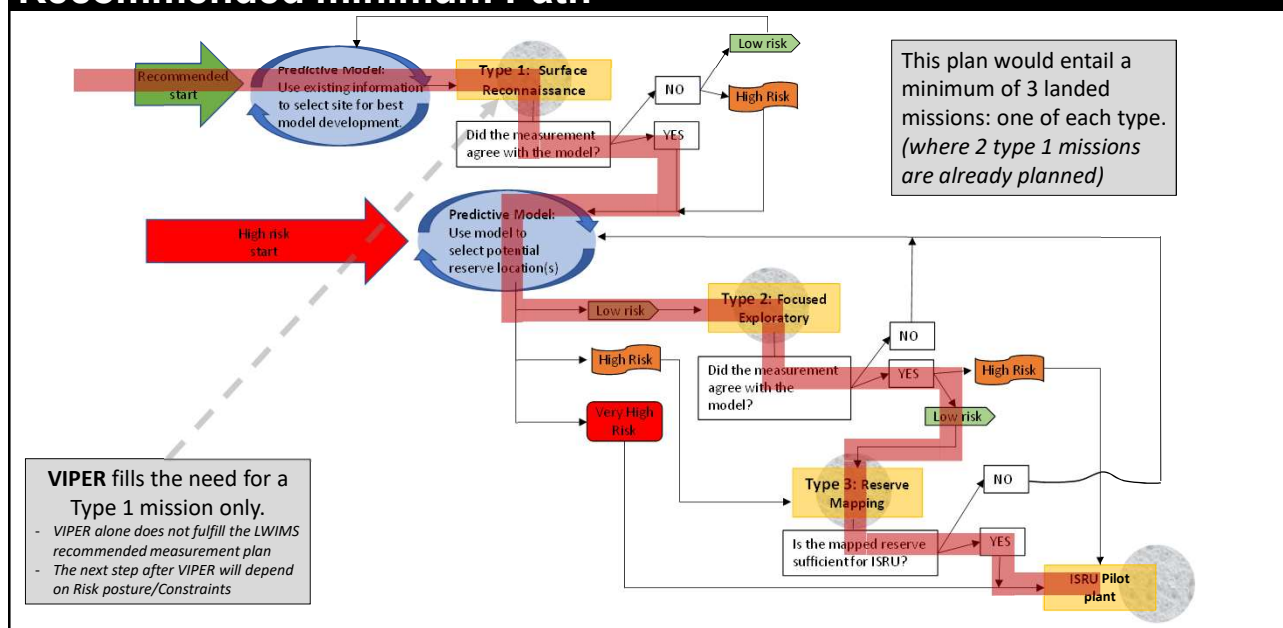 Recommended minimum Path
Recommended
start
Predictive Model:
Use existing information
to select site for best
model development.
Type 1: Surface
Reconnaissance
Did the measurement
agree with the model?
NO
YES
Low risk
High Risk
This plan would entail a
minimum of 3 landed
missions: one of each type.
(where 2 type 1 missions
are already planned)
High risk
start
Predictive Model:
Use model to
select potential
reserve location(s)
Low risk
High Risk
Very High
Risk
Type 2: Focused
Exploratory
Did the measurement
agree with the
model?
NO
YES
High Risk
Low risk
Type 3: Reserve
Mapping
Is the mapped reserve
sufficient for ISRU?
NO
YES
ISRU Pilot
plant
VIPER fills the need for a
Type 1 mission only.
- VIPER alone does not fulfill the LWIMS
recommended measurement plan
- The next step after VIPER will depend
on Risk posture/Constraints